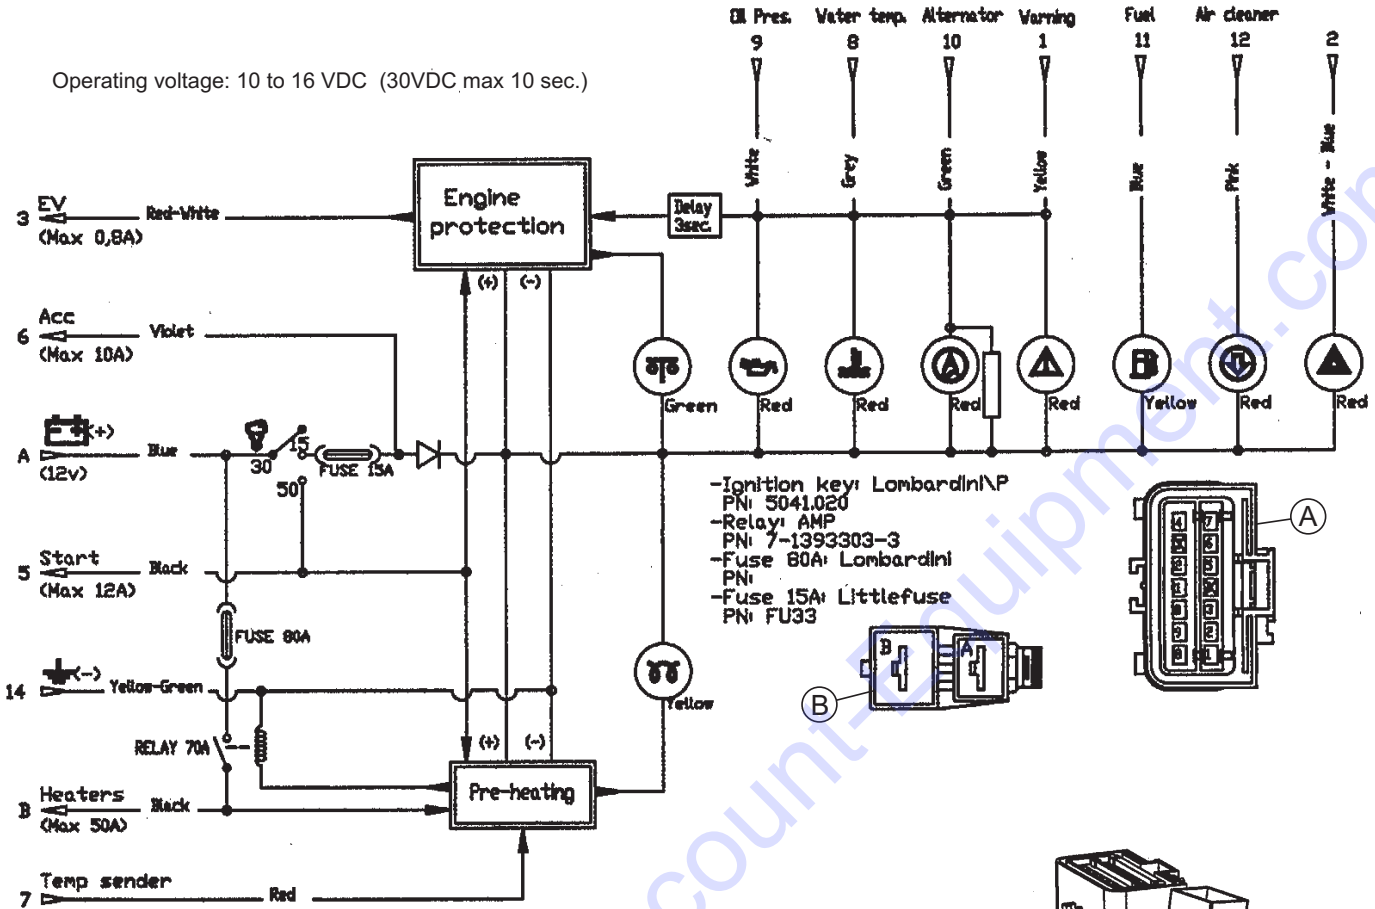 Oil Pres. Water temp. Alternator Warning Fuel Air cleaner
9 8 10 1 11 12 2
Operating voltage: 10 to 16 VDC (30VDC max 10 sec.)
White Grey Green Yellow Blue Pink White - Blue
Engine
protection
Delay
3sec.
3 EV Red-White
(Max 0,8A)
(+) (-)
6 Acc Violet
(Max 10A)
Green Red Red Red Red Yellow Red Red
A (+) Blue
(12v)
30 15 FUSE 15A
50
-Ignition key: Lombardini\P
PN: 5041.020
-Relay: AMP
PN: 7-1393303-3
-Fuse 80A: Lombardini
PN:
-Fuse 15A: Littlefuse
PN: FU33
A
5 Start Black
(Max 12A)
FUSE 80A
14 (-) Yellow-Green
B A
B
Yellow
RELAY 70A
(+) (-)
Pre-heating
B Heaters Black
(Max 50A)
7 Temp sender Red
count-Equipment.com